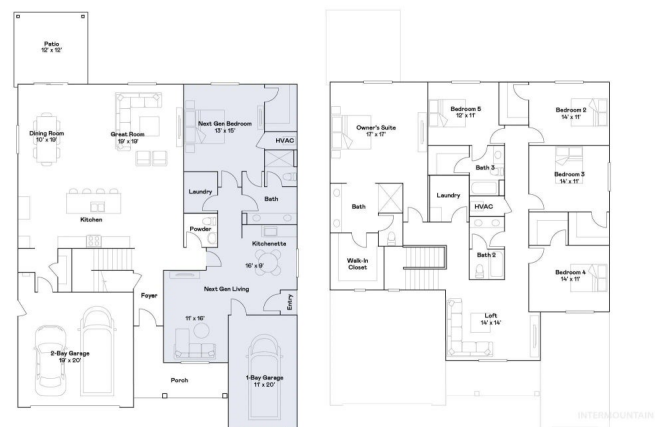 Patio
12' x 12'
Dining Room
10' x 19'
Great Room
19' x 19'
Kitchen
Next Gen Bedroom
13' x 15'
HVAC
Laundry
Bath
Powder
Kitchenette
16' x 9'
Next Gen Living
11' x 16'
Entry
Foyer
2-Bay Garage
19' x 20'
Porch
1-Bay Garage
11' x 20'
Owner's Suite
17' x 17'
Bedroom 5
12' x 11'
Bedroom 2
14' x 11'
Bath 3
Bedroom 3
14' x 11'
Laundry
HVAC
Bath
Bath 2
Walk-In
Closet
Bedroom 4
14' x 11'
Loft
14' x 14'
INTERMOUNTAIN